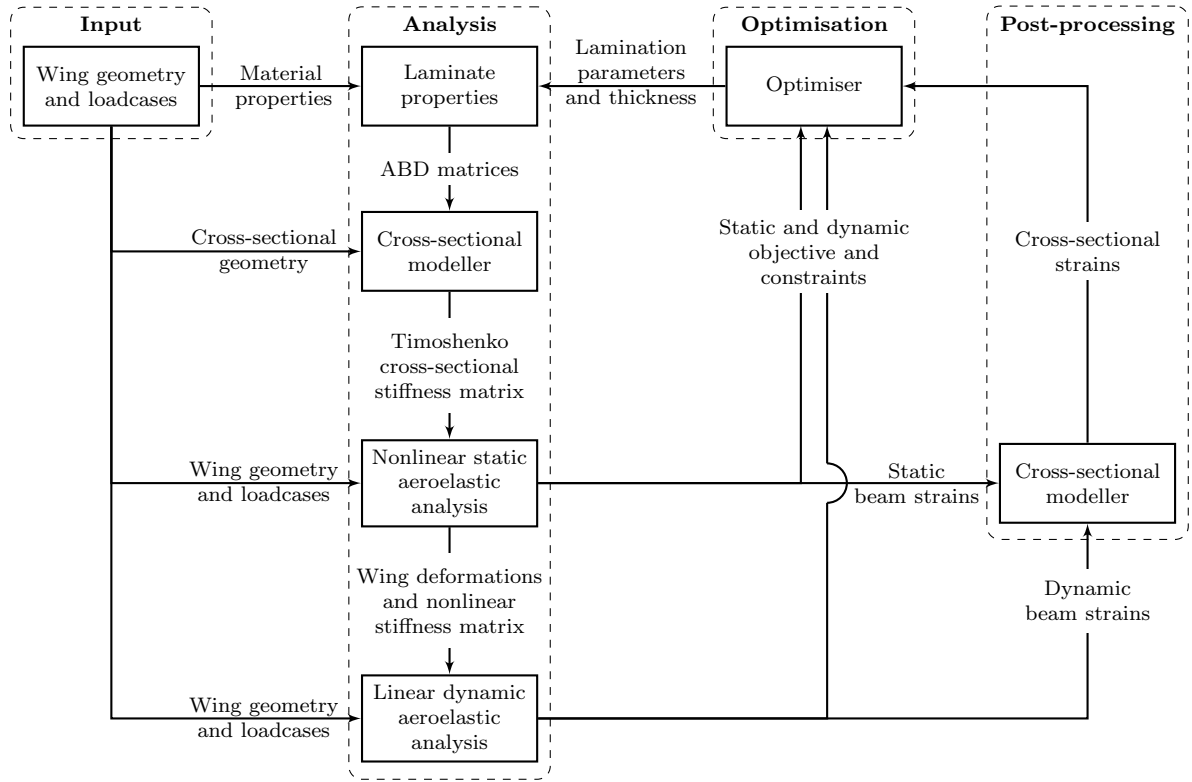 Input
Analysis
Optimisation
Post-processing
Wing geometry
and loadcases
Material
properties
Laminate
properties
Lamination
parameters
and thickness
Optimiser
ABD matrices
Cross-sectional
geometry
Cross-sectional
modeller
Static and dynamic
objective and
constraints
Cross-sectional
strains
Timoshenko
cross-sectional
stiffness matrix
Wing geometry
and loadcases
Nonlinear static
aeroelastic
analysis
Static
beam strains
Cross-sectional
modeller
Wing deformations
and nonlinear
stiffness matrix
Dynamic
beam strains
Wing geometry
and loadcases
Linear dynamic
aeroelastic
analysis